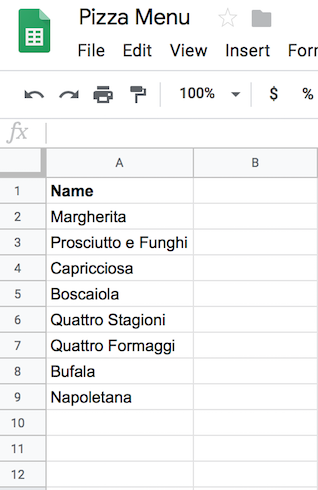 Pizza Menu
File Edit View Insert For
100% $ %
fx
A B
1 Name
2 Margherita
3 Prosciutto e Funghi
4 Capricciosa
5 Boscaiola
6 Quattro Stagioni
7 Quattro Formaggi
8 Bufala
9 Napoletana
10
11
12